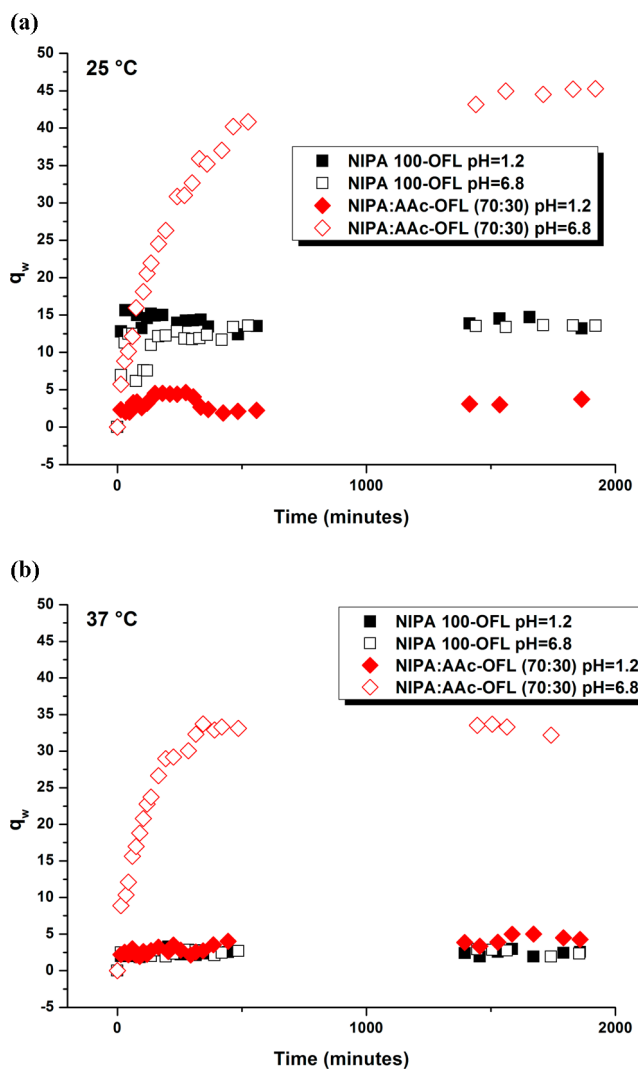 (a)
25 °C
50
45
40
35
30
25
20
15
10
5
0
-5
q_w
NIPA 100-OFL pH=1.2
NIPA 100-OFL pH=6.8
NIPA:AAc-OFL (70:30) pH=1.2
NIPA:AAc-OFL (70:30) pH=6.8
0 1000 2000
Time (minutes)
(b)
37 °C
50
45
40
35
30
25
20
15
10
5
0
-5
q_w
NIPA 100-OFL pH=1.2
NIPA 100-OFL pH=6.8
NIPA:AAc-OFL (70:30) pH=1.2
NIPA:AAc-OFL (70:30) pH=6.8
0 1000 2000
Time (minutes)